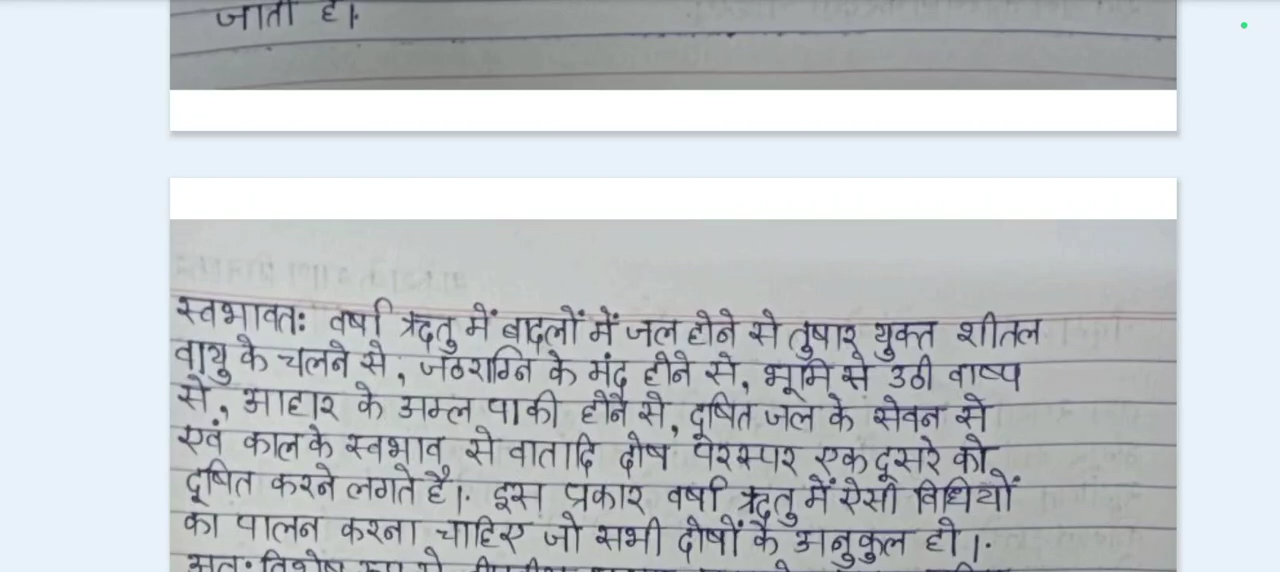 जाता है।
स्वभावतः वर्षा ऋतु में बादलों में जल होने से तुषार युक्त शीतल
वायु के चलने से, जठराग्नि के मंद होने से, भूमि से उठी वाष्प
से, आहार के अम्ल पाकी होने से, दूषित जल के सेवन से
एवं काल के स्वभाव से वातादि दोष परस्पर एक दूसरे को
दूषित करने लगते है। इस प्रकार वर्षा ऋतु में ऐसी विधियों
का पालन करना चाहिए जो सभी दोषों के अनुकुल हो।
अतः विशेष रूप से